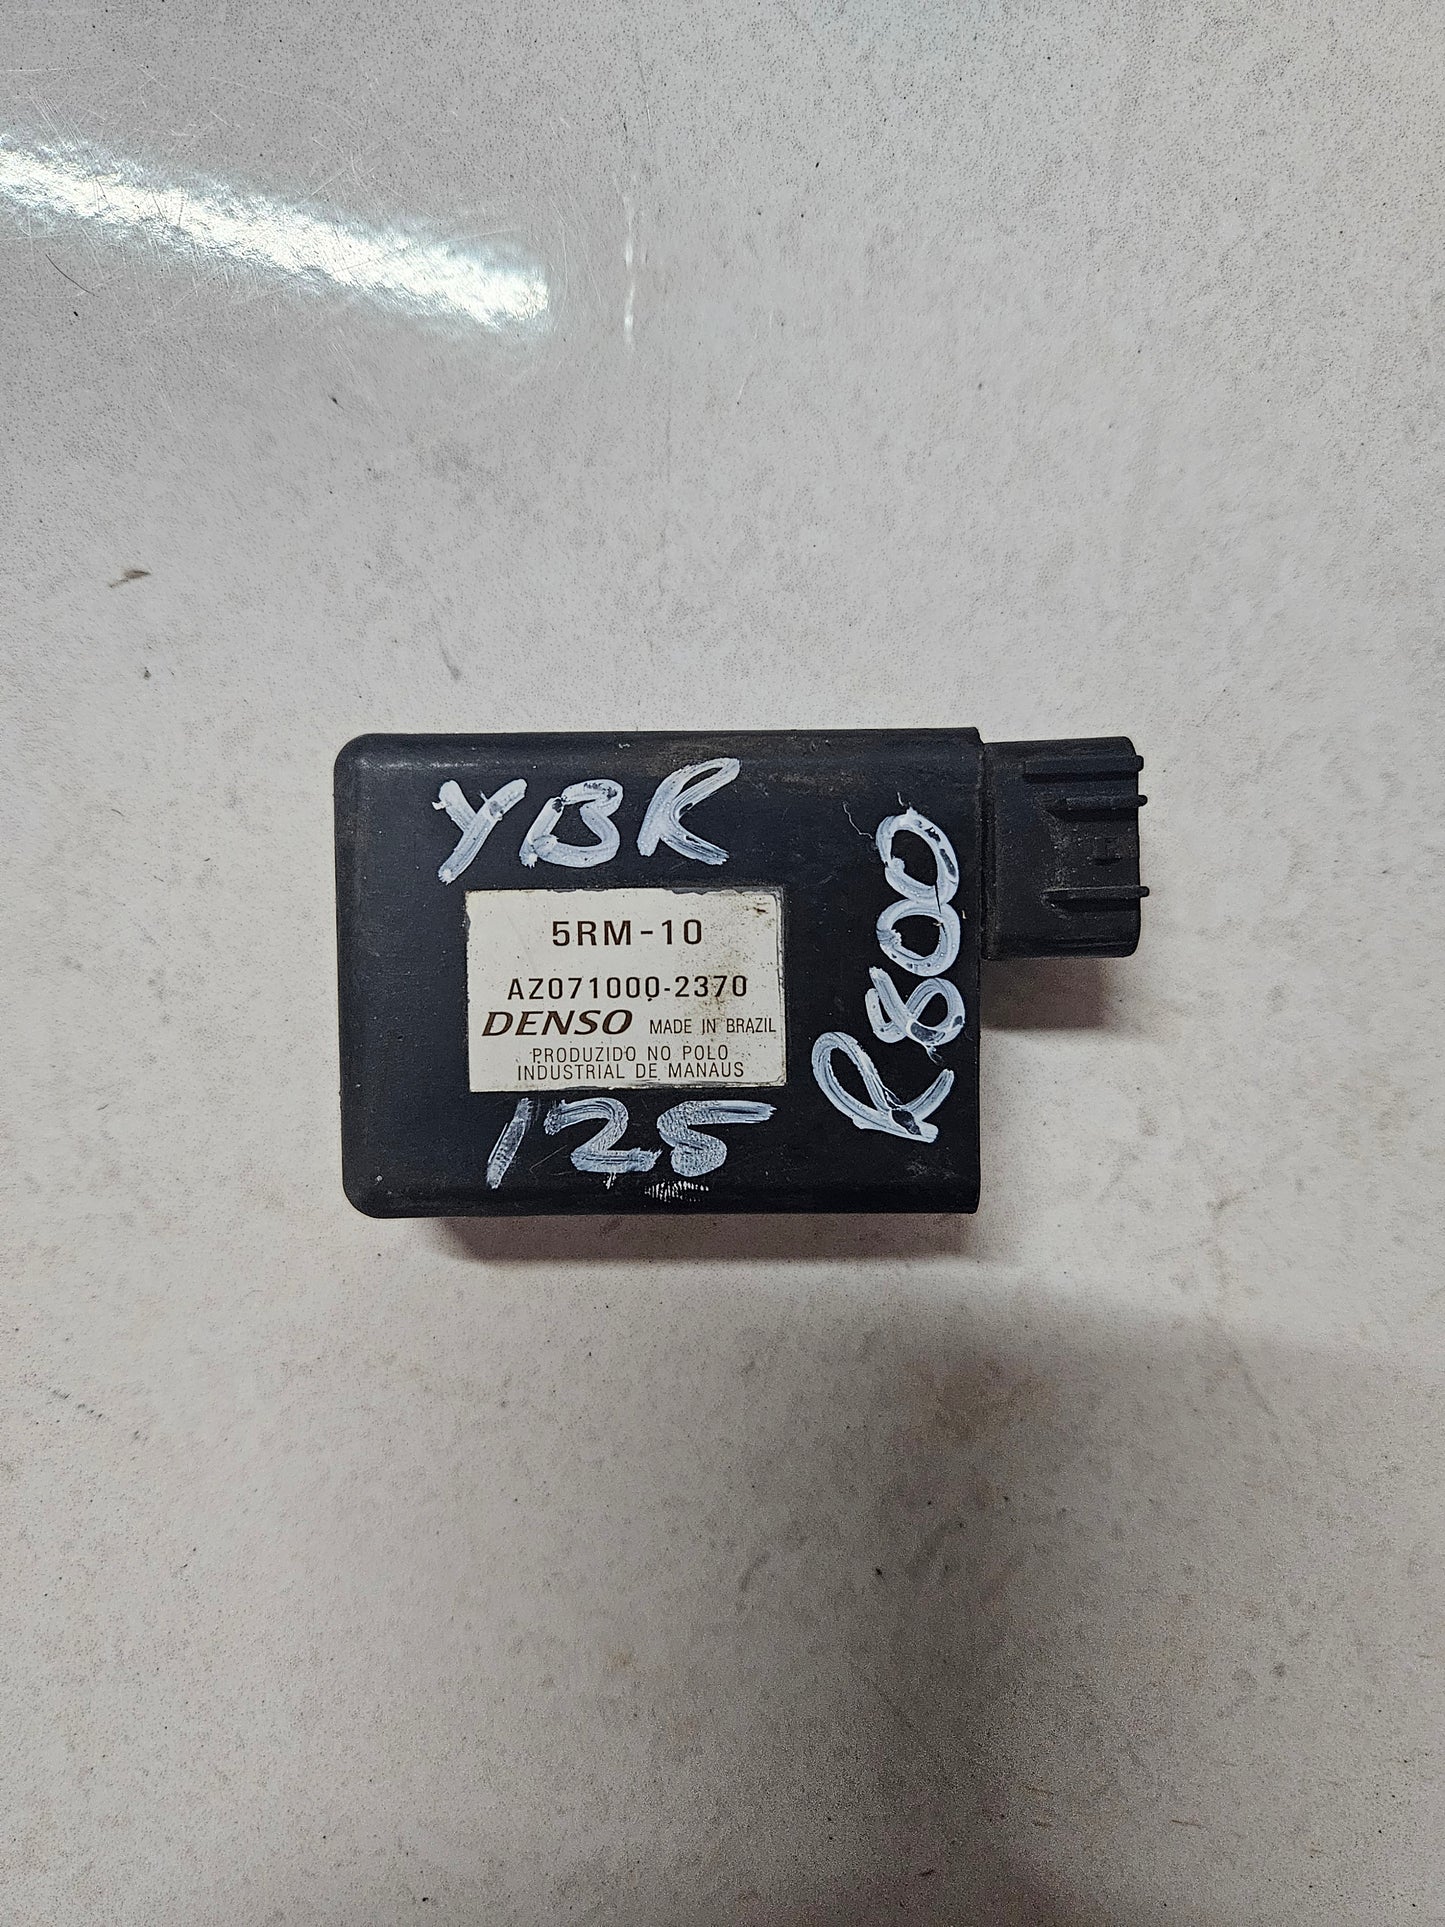 YBR
5RM-10
AZ071000-2370
DENSO MADE IN BRAZIL
PRODUZIDO NO POLO
INDUSTRIAL DE MANAUS
125
R800